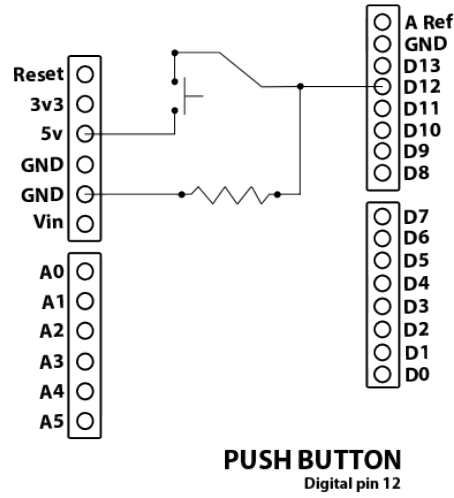 Reset
3v3
5v
GND
GND
Vin
A0
A1
A2
A3
A4
A5
A Ref
GND
D13
D12
D11
D10
D9
D8
D7
D6
D5
D4
D3
D2
D1
D0
PUSH BUTTON
Digital pin 12